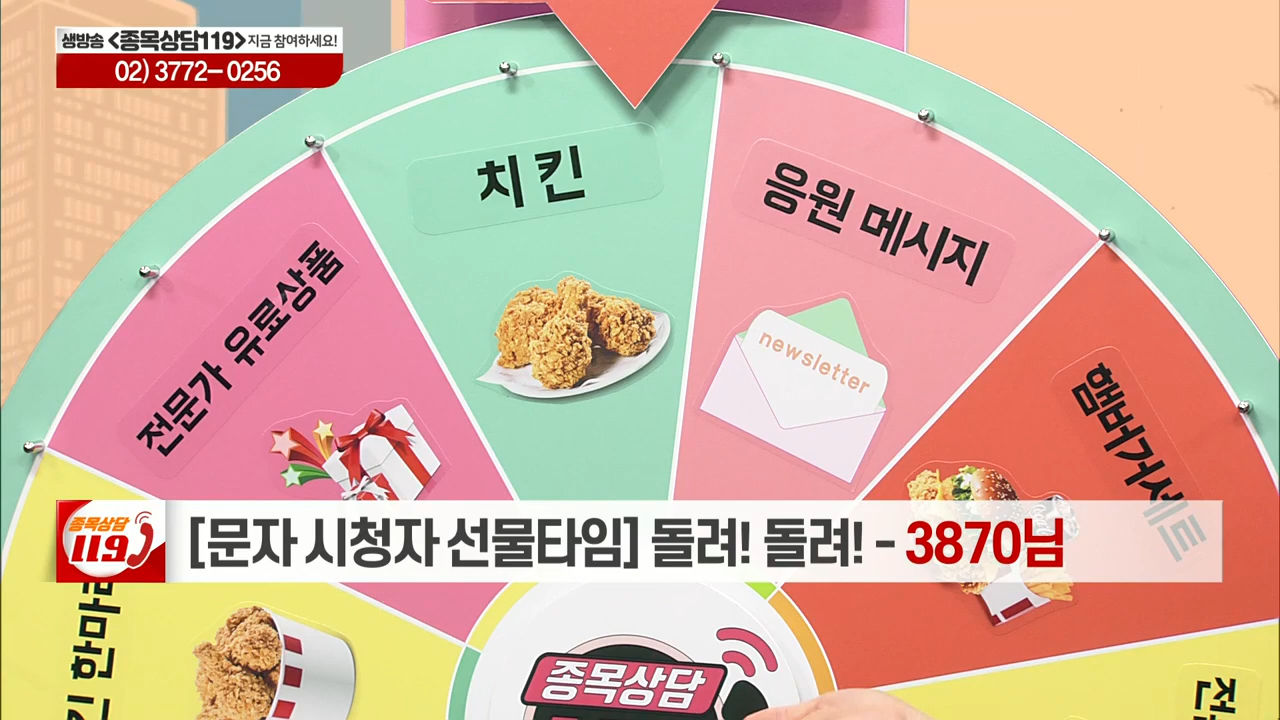 생방송 <종목상담119> 지금 참여하세요!
02) 3772-0256
치킨
응원 메시지
전문가 유료상품
햄버거세트
newsletter
종목상담
119
[문자 시청자 선물타임] 돌려! 돌려! - 3870님
종목상담